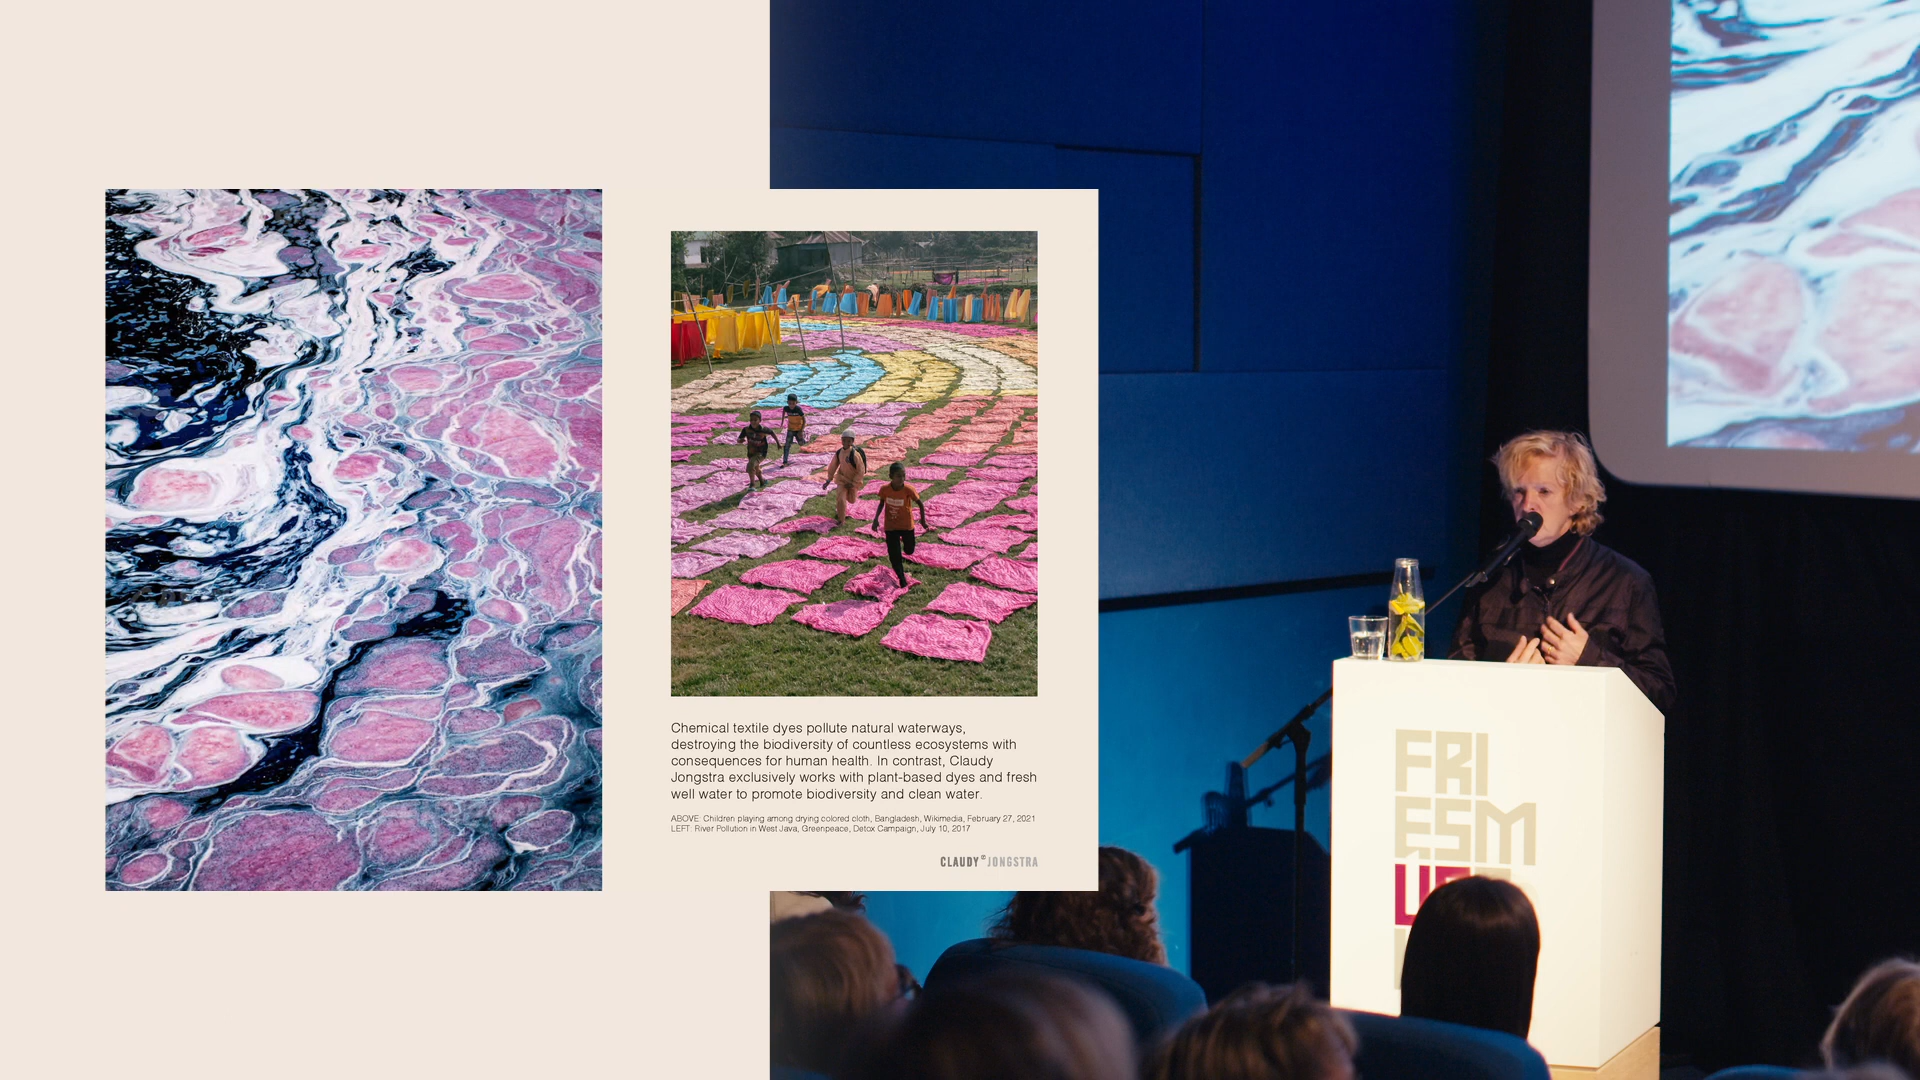 Chemical textile dyes pollute natural waterways,
destroying the biodiversity of countless ecosystems with
consequences for human health. In contrast, Claudy
Jongstra exclusively works with plant-based dyes and fresh
well water to promote biodiversity and clean water.
ABOVE: Children playing among drying colored cloth, Bangladesh, Wikimedia, February 27, 2021
LEFT: River Pollution in West Java, Greenpeace, Detox Campaign, July 10, 2017
CLAUDY JONGSTRA
FRI
ESM